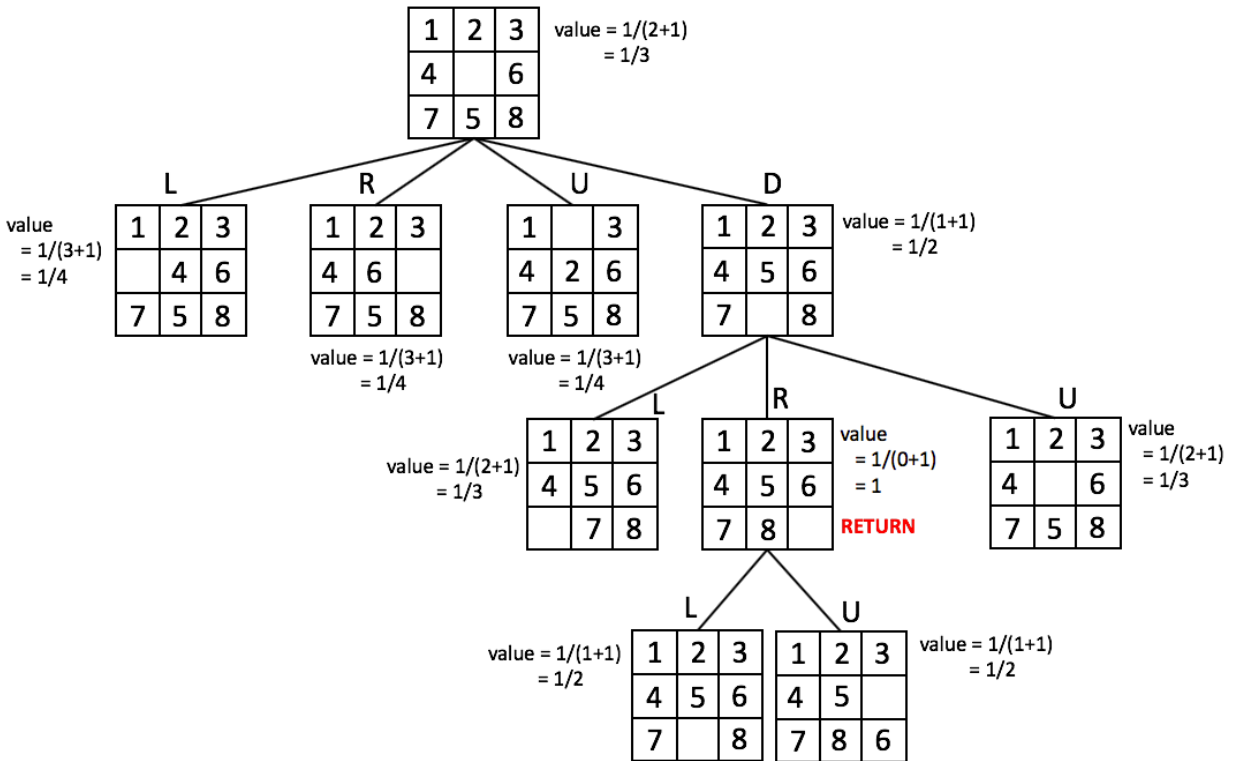 1 2 3
4 6
7 5 8
value = 1/(2+1)
= 1/3
L
R
U
D
value
= 1/(3+1)
= 1/4
1 2 3
4 6
7 5 8
1 2 3
4 6
7 5 8
value = 1/(3+1)
= 1/4
1 3
4 2 6
7 5 8
value = 1/(3+1)
= 1/4
1 2 3
4 5 6
7 8
value = 1/(1+1)
= 1/2
L
R
U
value = 1/(2+1)
= 1/3
1 2 3
4 5 6
7 8
1 2 3
4 5 6
7 8
value
= 1/(0+1)
= 1
RETURN
1 2 3
4 6
7 5 8
value
= 1/(2+1)
= 1/3
L
U
value = 1/(1+1)
= 1/2
1 2 3
4 5 6
7 8
1 2 3
4 5
7 8 6
value = 1/(1+1)
= 1/2